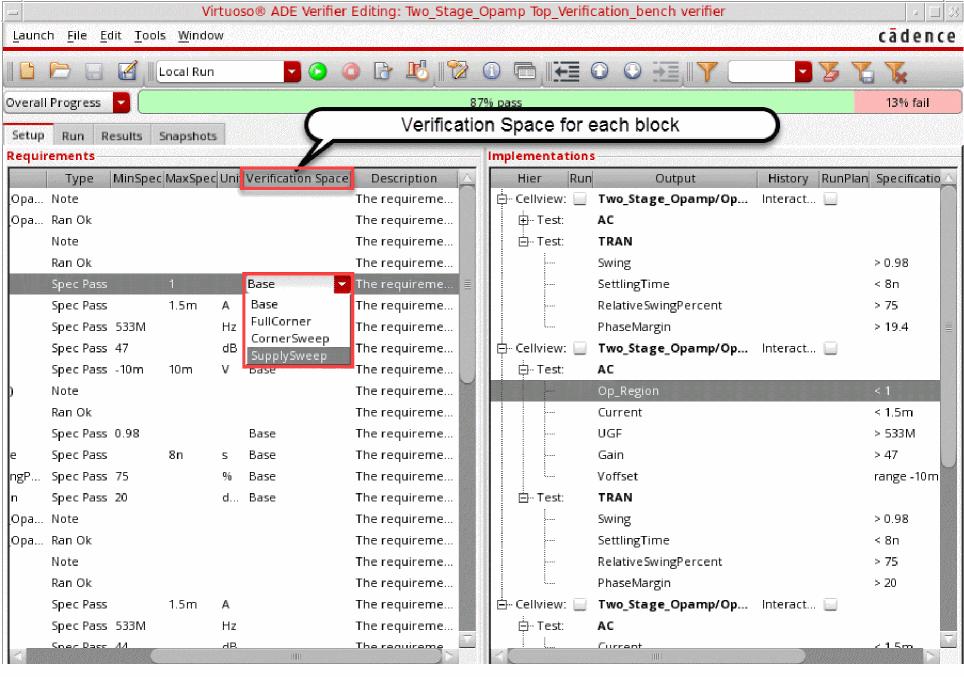 Virtuoso® ADE Verifier Editing: Two_Stage_Opamp Top_Verification_bench verifier
Launch File Edit Tools Window
cādence
Local Run
Overall Progress
87% pass
13% fail
Verification Space for each block
Setup Run Results Snapshots
Requirements
Type MinSpec MaxSpec Uni Verification Space Description
Opa... Note The requireme...
Opa... Ran Ok The requireme...
Note The requireme...
Ran Ok The requireme...
Spec Pass 1 Base The requireme...
Spec Pass 1.5m A Base The requireme...
Spec Pass 533M Hz FullCorner The requireme...
CornerSweep
Spec Pass 47 dB SupplySweep The requireme...
Spec Pass -10m 10m V Base The requireme...
) Note The requireme...
Ran Ok The requireme...
Spec Pass 0.98 Base The requireme...
e Spec Pass 8n s Base The requireme...
ngP... Spec Pass 75 % Base The requireme...
n Spec Pass 20 d... Base The requireme...
Opa... Note The requireme...
Opa... Ran Ok The requireme...
Note The requireme...
Ran Ok The requireme...
Spec Pass 1.5m A The requireme...
Spec Pass 533M Hz The requireme...
Spec Pass 44 dB The requireme...
Implementations
Hier Run Output History RunPlan Specificatio
Cellview: Two_Stage_Opamp/Op... Interact...
Test: AC
Test: TRAN
Swing > 0.98
SettlingTime < 8n
RelativeSwingPercent > 75
PhaseMargin > 19.4
Cellview: Two_Stage_Opamp/Op... Interact...
Test: AC
Op_Region < 1
Current < 1.5m
UGF > 533M
Gain > 47
Voffset range -10m
Test: TRAN
Swing > 0.98
SettlingTime < 8n
RelativeSwingPercent > 75
PhaseMargin > 20
Cellview: Two_Stage_Opamp/Op... Interact...
Test: AC
Current < 1.5m